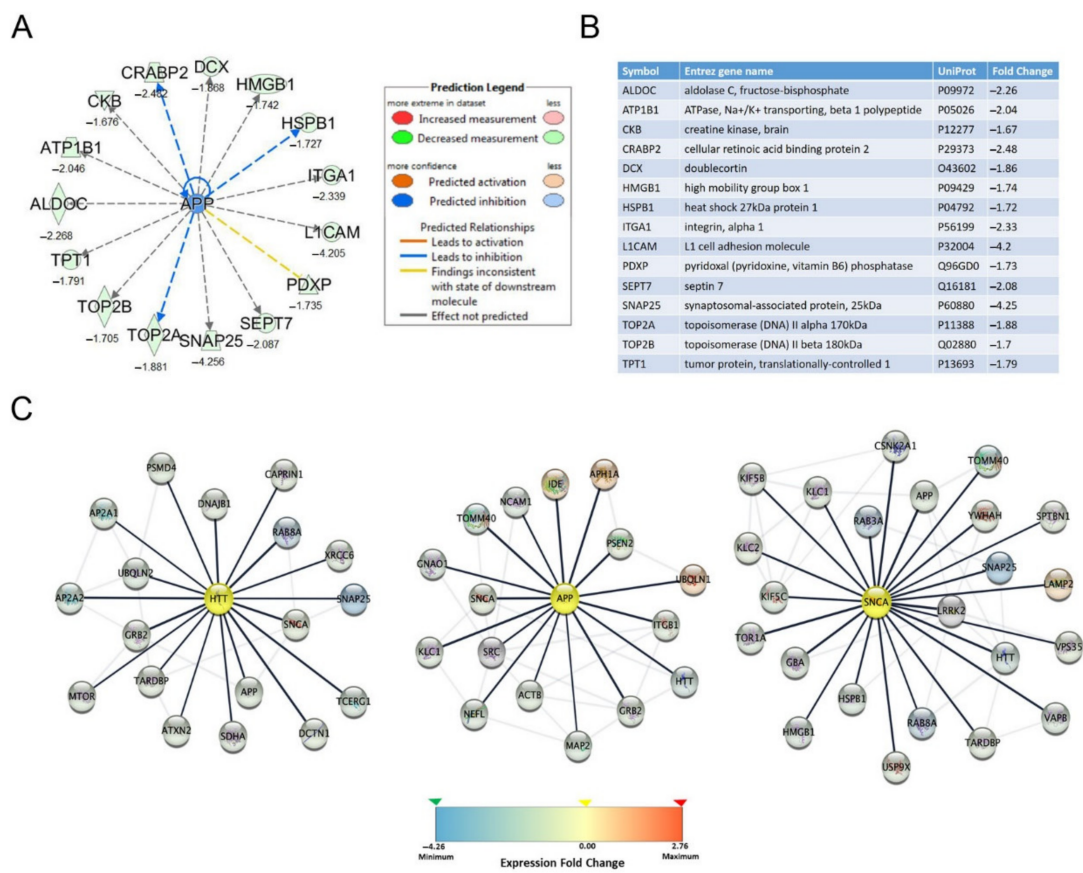 A
CRABP2
−2.482
DCX
−1.868
HMGB1
−1.742
CKB
−1.676
HSPB1
−1.727
ATP1B1
−2.046
ITGA1
−2.339
APP
ALDOC
−2.268
L1CAM
−4.205
TPT1
−1.791
PDXP
−1.735
TOP2B
−1.705
TOP2A
−1.881
SNAP25
−4.256
SEPT7
−2.087
Prediction Legend
more extreme in dataset less
Increased measurement
Decreased measurement
more confidence less
Predicted activation
Predicted inhibition
Predicted Relationships
Leads to activation
Leads to inhibition
Findings inconsistent
with state of downstream
molecule
Effect not predicted
B
Symbol Entrez gene name UniProt Fold Change
ALDOC aldolase C, fructose-bisphosphate P09972 −2.26
ATP1B1 ATPase, Na+/K+ transporting, beta 1 polypeptide P05026 −2.04
CKB creatine kinase, brain P12277 −1.67
CRABP2 cellular retinoic acid binding protein 2 P29373 −2.48
DCX doublecortin O43602 −1.86
HMGB1 high mobility group box 1 P09429 −1.74
HSPB1 heat shock 27kDa protein 1 P04792 −1.72
ITGA1 integrin, alpha 1 P56199 −2.33
L1CAM L1 cell adhesion molecule P32004 −4.2
PDXP pyridoxal (pyridoxine, vitamin B6) phosphatase Q96GD0 −1.73
SEPT7 septin 7 Q16181 −2.08
SNAP25 synaptosomal-associated protein, 25kDa P60880 −4.25
TOP2A topoisomerase (DNA) II alpha 170kDa P11388 −1.88
TOP2B topoisomerase (DNA) II beta 180kDa Q02880 −1.7
TPT1 tumor protein, translationally-controlled 1 P13693 −1.79
C
PSMD4
CAPRIN1
DNAJB1
AP2A1
RAB8A
XRCC6
UBQLN2
AP2A2
HTT
SNAP25
SNCA
GRB2
MTOR
TARDBP
APP
TCERG1
ATXN2
SDHA
DCTN1
IDE
APH1A
NCAM1
TOMM40
PSEN2
GNAO1
UBQLN1
SNCA
APP
ITGB1
KLC1
SRC
HTT
ACTB
NEFL
GRB2
MAP2
CSNK2A1
TOMM40
KIF5B
KLC1
APP
RAB3A
YWHAH
SPTBN1
KLC2
SNAP25
LAMP2
KIF5C
SNCA
LRRK2
TOR1A
VPS35
GBA
HTT
HSPB1
HMGB1
RAB8A
VAPB
TARDBP
USP9X
−4.26 0.00 2.76
Minimum Maximum
Expression Fold Change